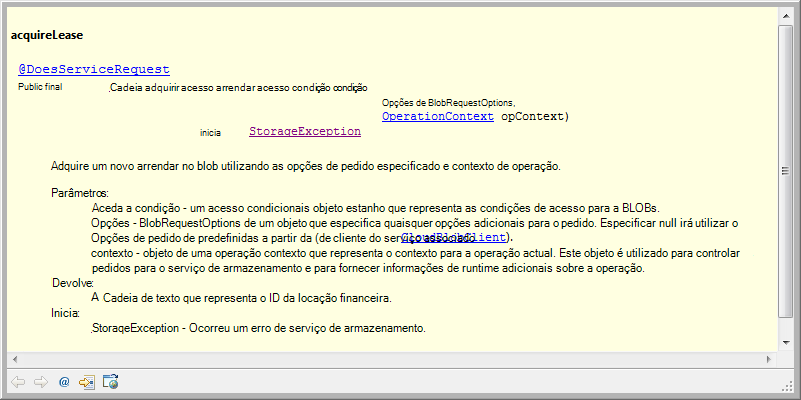 acquireLease
@DoesServiceRequest
Public final .Cadeia adquirir acesso arrendar acesso condição condição
Opções de BlobRequestOptions,
OperationContext opContext)
inicia StorageException
Adquire um novo arrendar no blob utilizando as opções de pedido especificado e contexto de operação.
Parâmetros:
Aceda a condição - um acesso condicionais objeto estanho que representa as condições de acesso para a BLOBs.
Opções - BlobRequestOptions de um objeto que especifica quaisquer opções adicionais para o pedido. Especificar null irá utilizar o
Opções de pedido de predefinidas a partir da (de cliente do serviço associado CloudBlobClient).
contexto - objeto de uma operação contexto que representa o contexto para a operação actual. Este objeto é utilizado para controlar
pedidos para o serviço de armazenamento e para fornecer informações de runtime adicionais sobre a operação.
Devolve:
A Cadeia de texto que representa o ID da locação financeira.
Inicia:
.StorageException - Ocorreu um erro de serviço de armazenamento.